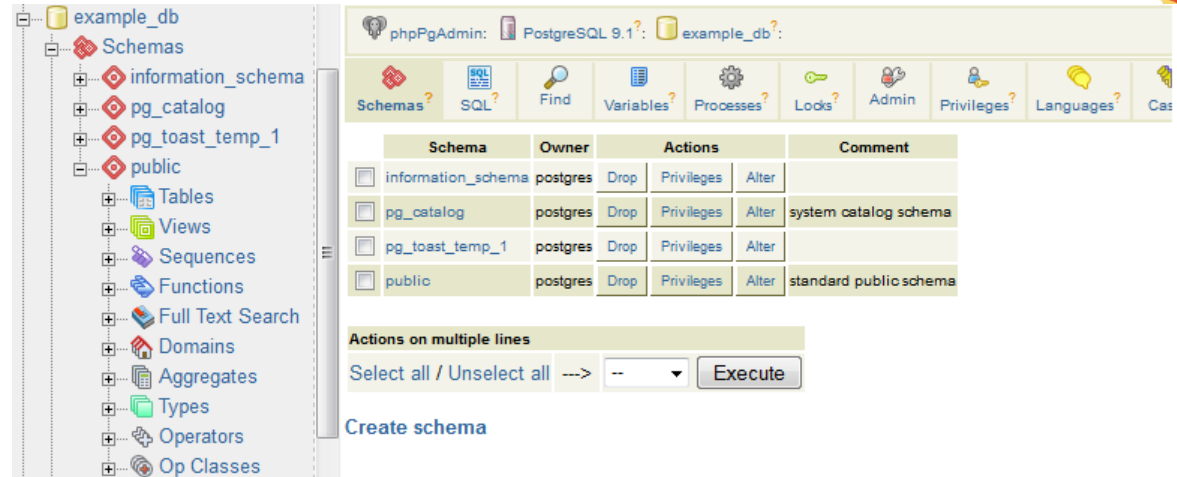 example_db
Schemas
information_schema
pg_catalog
pg_toast_temp_1
public
Tables
Views
Sequences
Functions
Full Text Search
Domains
Aggregates
Types
Operators
Op Classes
phpPgAdmin: PostgreSQL 9.1?: example_db?:
Schemas? SQL? Find Variables? Processes? Locks? Admin Privileges? Languages? Cas
Schema Owner Actions Comment
information_schema postgres Drop Privileges Alter
pg_catalog postgres Drop Privileges Alter system catalog schema
pg_toast_temp_1 postgres Drop Privileges Alter
public postgres Drop Privileges Alter standard public schema
Actions on multiple lines
Select all / Unselect all ---> -- Execute
Create schema